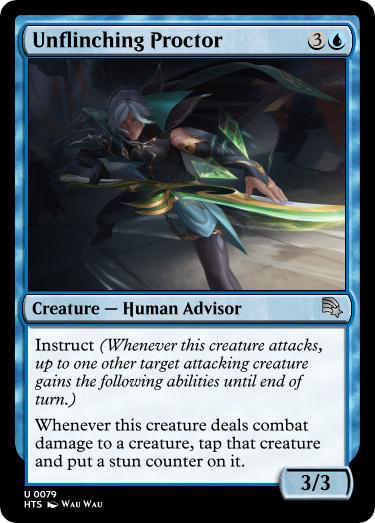 Unflinching Proctor 3
Creature — Human Advisor
Instruct (Whenever this creature attacks,
up to one other target attacking creature
gains the following abilities until end of
turn.)
Whenever this creature deals combat
damage to a creature, tap that creature
and put a stun counter on it.
3/3
U 0079
HTS Wau Wau